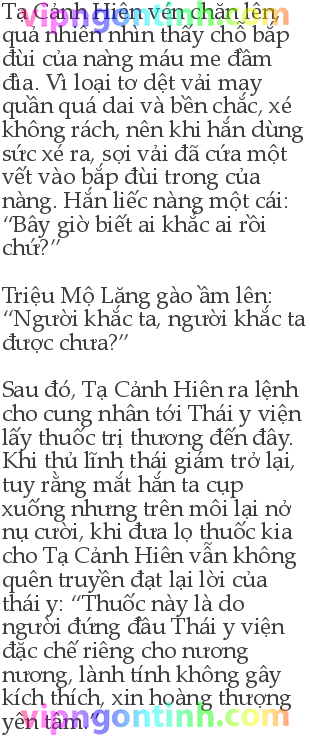 Tạ Cảnh Hiên vén chăn lên,
vipngontinh.com
quả nhiên nhìn thấy chỗ bắp
đùi của nàng máu me đầm
đìa. Vì loại tơ dệt vải may
quần quá dai và bền chắc, xé
không rách, nên khi hắn dùng
sức xé ra, sợi vải đã cứa một
vết vào bắp đùi trong của
nàng. Hắn liếc nàng một cái:
“Bây giờ biết ai khắc ai rồi
chứ?”
Triệu Mộ Lăng gào ầm lên:
“Người khắc ta, người khắc ta
được chưa?”
Sau đó, Tạ Cảnh Hiên ra lệnh
cho cung nhân tới Thái y viện
lấy thuốc trị thương đến đây.
Khi thủ lĩnh thái giám trở lại,
tuy rằng mắt hắn ta cụp
xuống nhưng trên môi lại nở
nụ cười, khi đưa lọ thuốc kia
cho Tạ Cảnh Hiên vẫn không
quên truyền đạt lại lời của
thái y: “Thuốc này là do
người đứng đầu Thái y viện
đặc chế riêng cho nương
nương, lành tính không gây
kích thích, xin hoàng thượng
yên tâm.”
vipngontinh.com